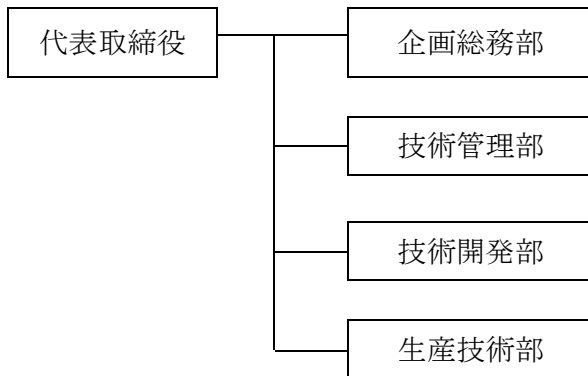 代表取締役
企画総務部
技術管理部
技術開発部
生産技術部